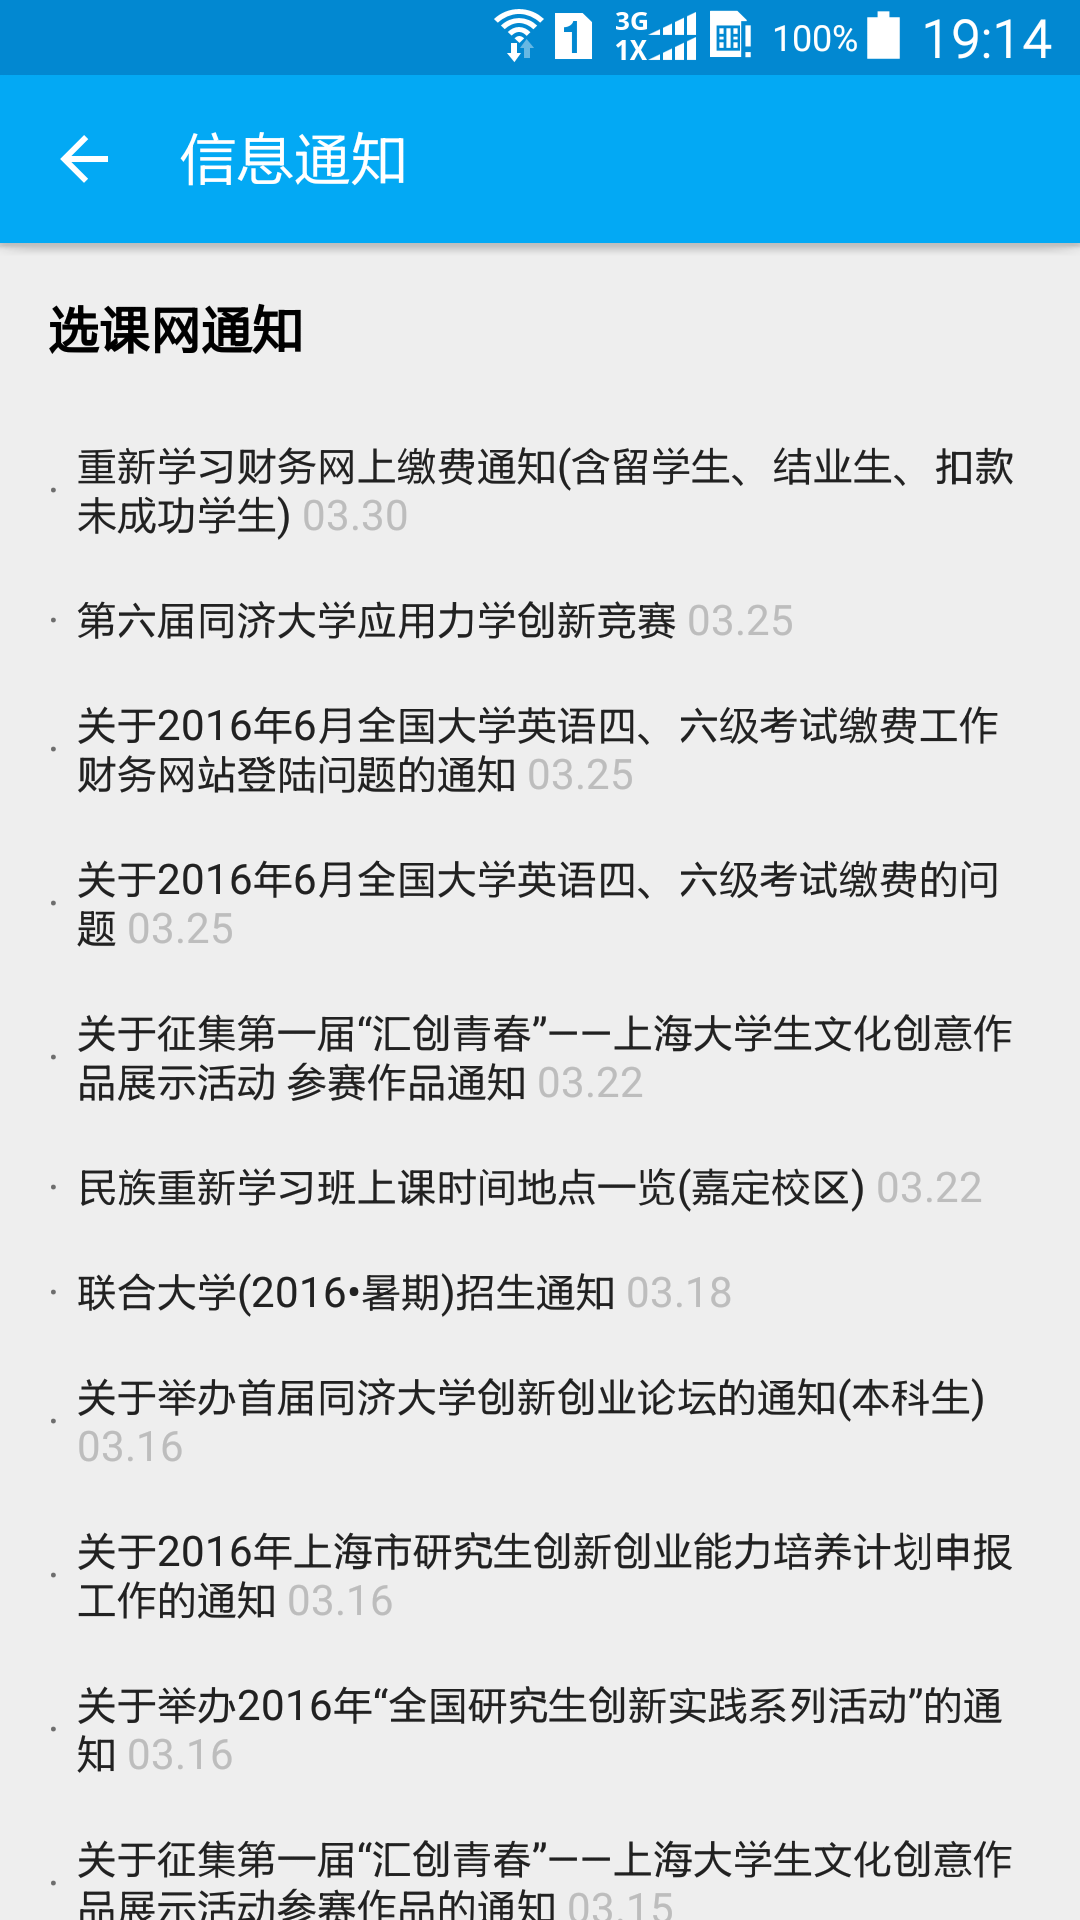 3G
1X
1
100%
19:14
信息通知
选课网通知
· 重新学习财务网上缴费通知(含留学生、结业生、扣款
未成功学生) 03.30
· 第六届同济大学应用力学创新竞赛 03.25
· 关于2016年6月全国大学英语四、六级考试缴费工作
财务网站登陆问题的通知 03.25
· 关于2016年6月全国大学英语四、六级考试缴费的问
题 03.25
· 关于征集第一届“汇创青春”——上海大学生文化创意作
品展示活动 参赛作品通知 03.22
· 民族重新学习班上课时间地点一览(嘉定校区) 03.22
· 联合大学(2016•暑期)招生通知 03.18
· 关于举办首届同济大学创新创业论坛的通知(本科生)
03.16
· 关于2016年上海市研究生创新创业能力培养计划申报
工作的通知 03.16
· 关于举办2016年“全国研究生创新实践系列活动”的通
知 03.16
· 关于征集第一届“汇创青春”——上海大学生文化创意作
品展示活动参赛作品的通知 03.15